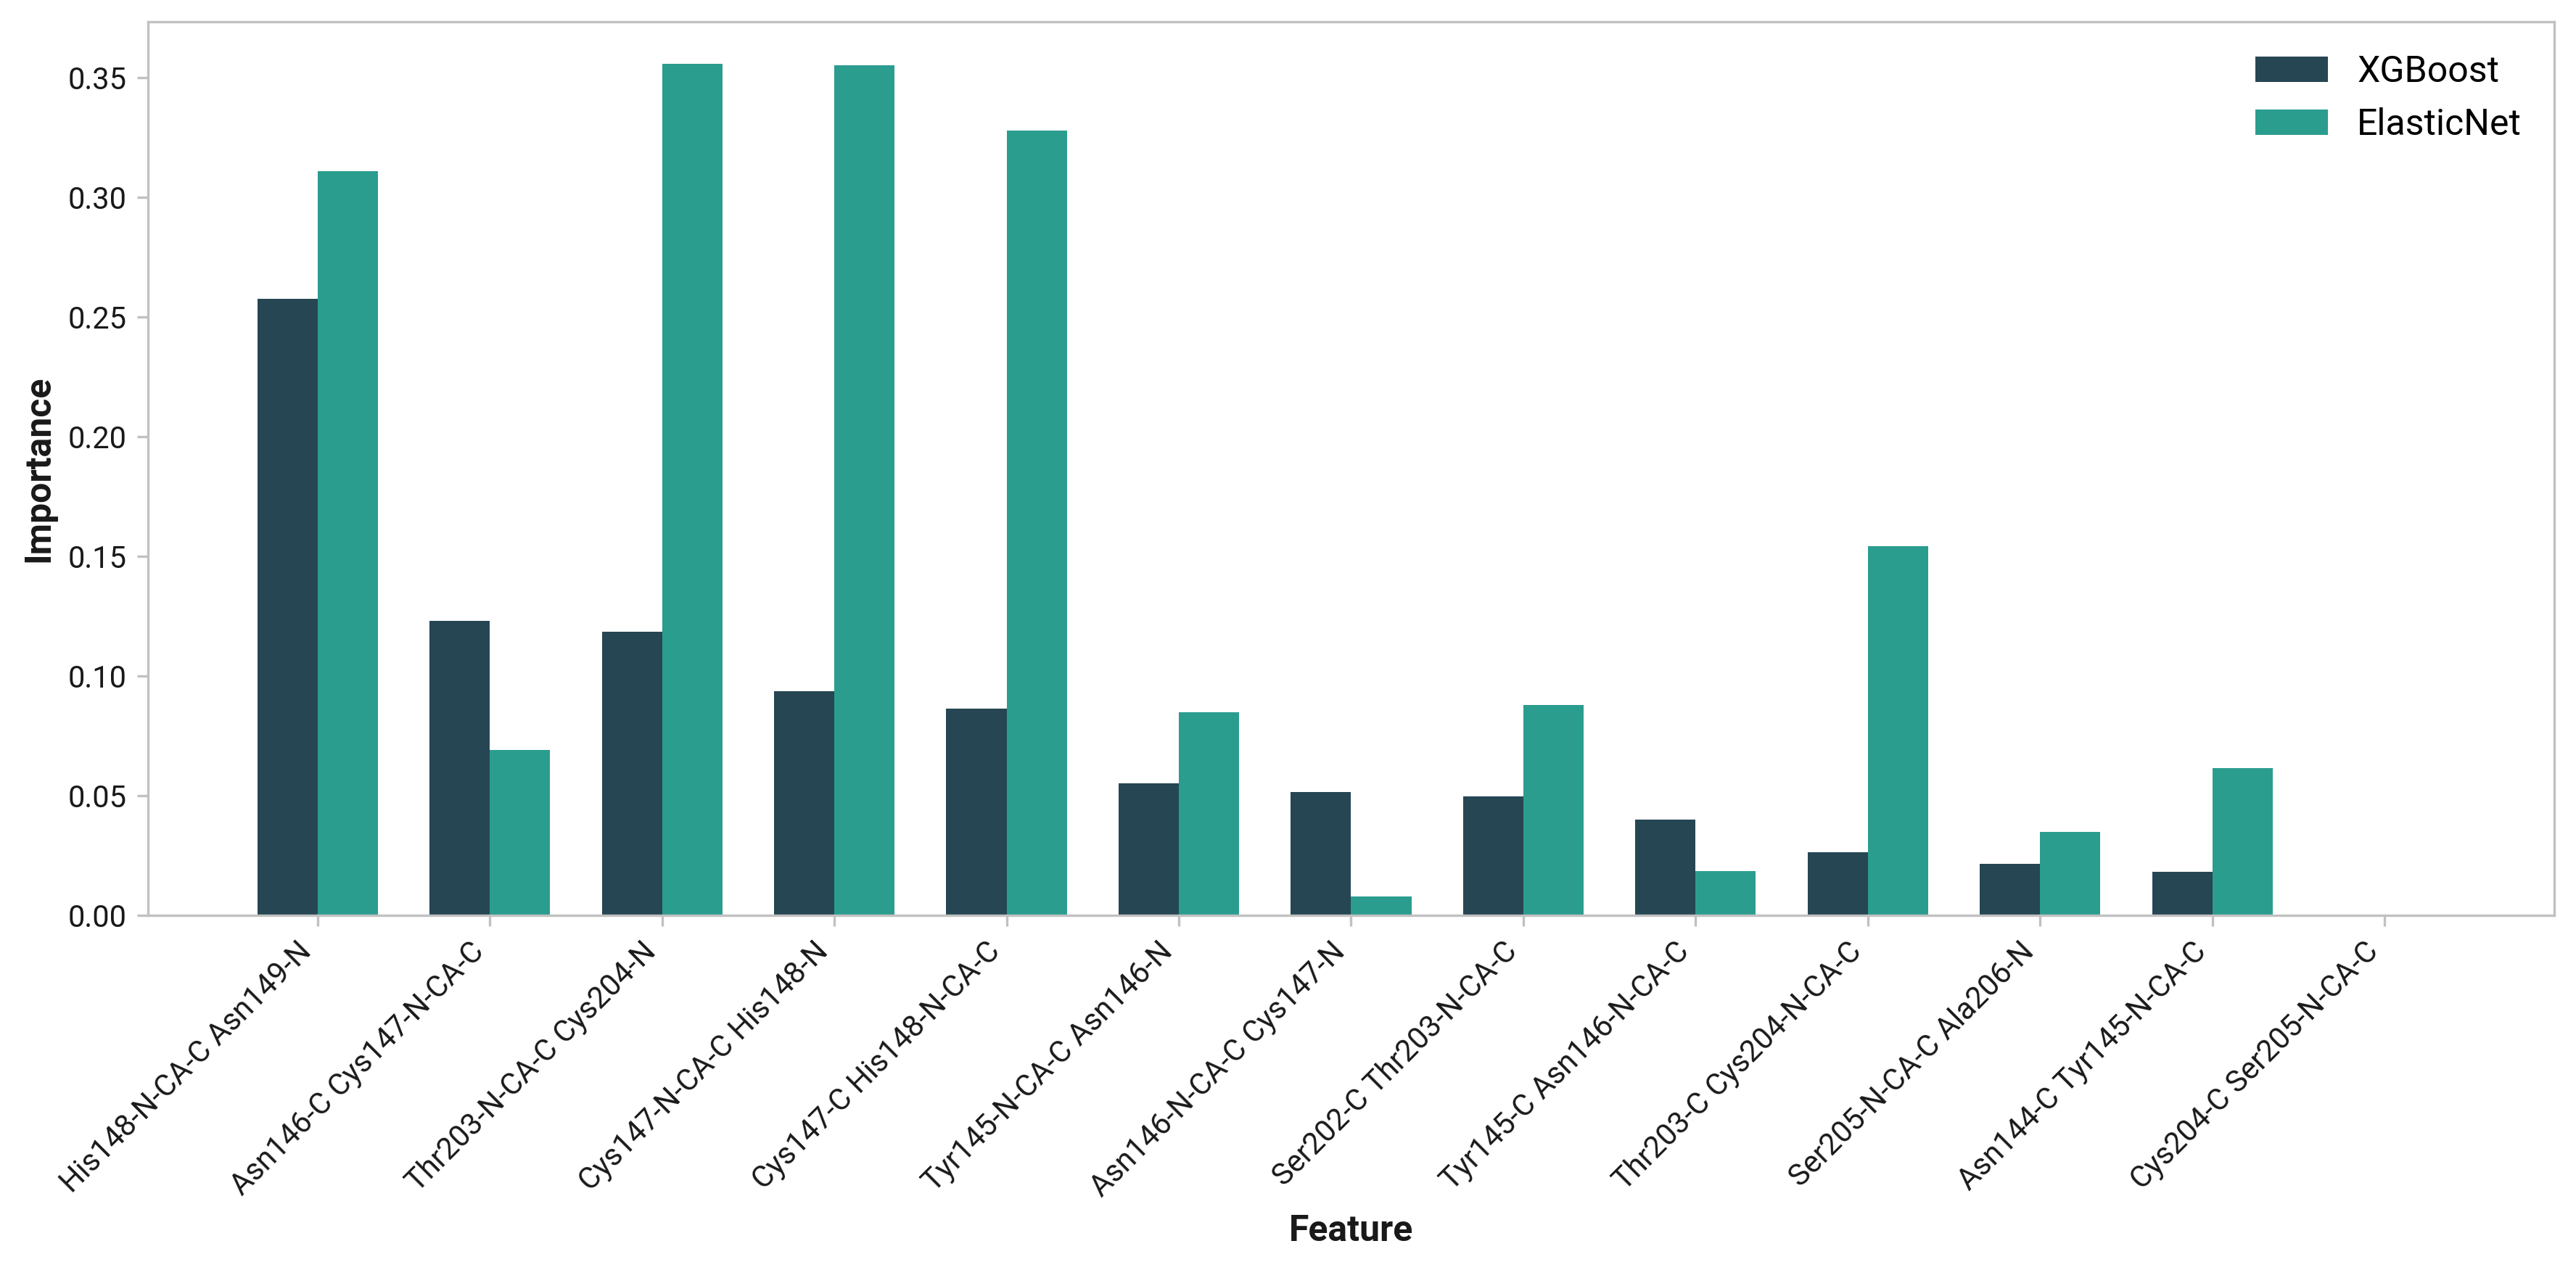 XGBoost
ElasticNet
Importance
0.35
0.30
0.25
0.20
0.15
0.10
0.05
0.00
His148-N-CA-C Asn149-N
Asn146-C Cys147-N-CA-C
Thr203-N-CA-C Cys204-N
Cys147-N-CA-C His148-N
Cys147-C His148-N-CA-C
Tyr145-N-CA-C Asn146-N
Asn146-N-CA-C Cys147-N
Ser202-C Thr203-N-CA-C
Tyr145-C Asn146-N-CA-C
Thr203-C Cys204-N-CA-C
Ser205-N-CA-C Ala206-N
Asn144-C Tyr145-N-CA-C
Cys204-C Ser205-N-CA-C
Feature